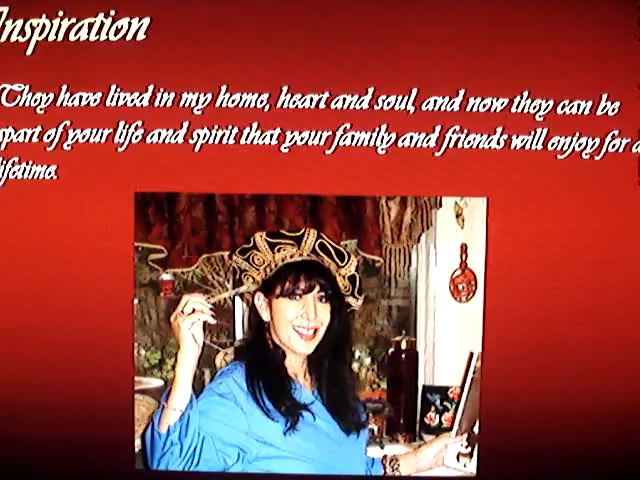 Inspiration
They have lived in my home, heart and soul, and now they can be
part of your life and spirit that your family and friends will enjoy for a
lifetime.